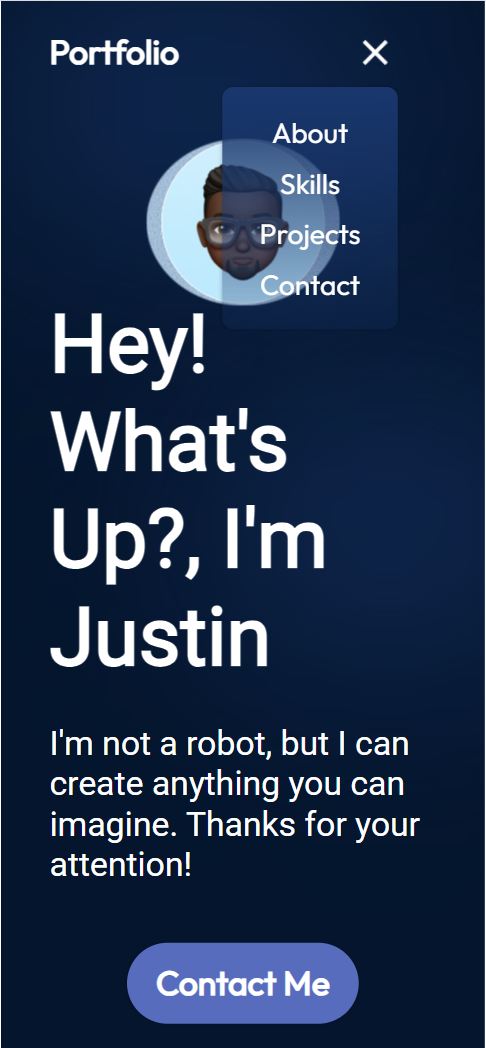 Portfolio
About
Skills
Projects
Contact
Hey!
What's
Up?, I'm
Justin
I'm not a robot, but I can
create anything you can
imagine. Thanks for your
attention!
Contact Me